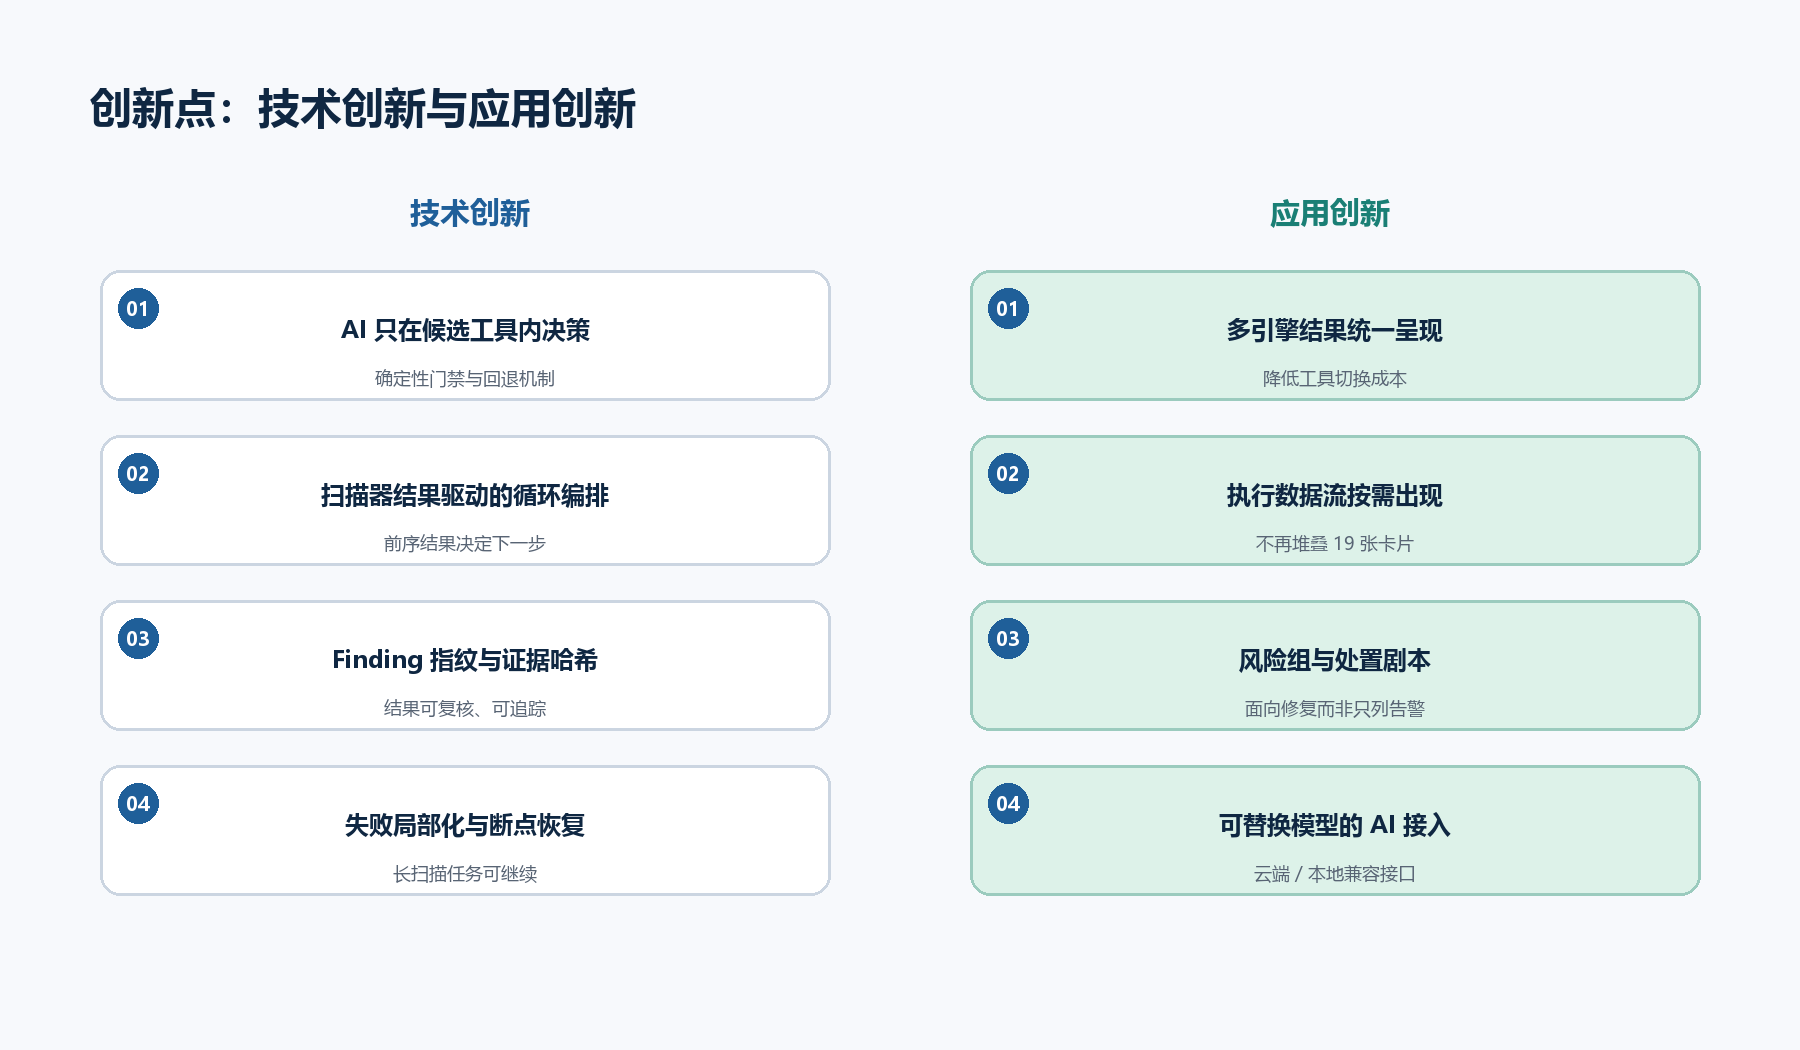 创新点：技术创新与应用创新
技术创新
01
AI 只在候选工具内决策
确定性门禁与回退机制
02
扫描器结果驱动的循环编排
前序结果决定下一步
03
Finding 指纹与证据哈希
结果可复核、可追踪
04
失败局部化与断点恢复
长扫描任务可继续
应用创新
01
多引擎结果统一呈现
降低工具切换成本
02
执行数据流按需出现
不再堆叠 19 张卡片
03
风险组与处置剧本
面向修复而非只列告警
04
可替换模型的 AI 接入
云端 / 本地兼容接口